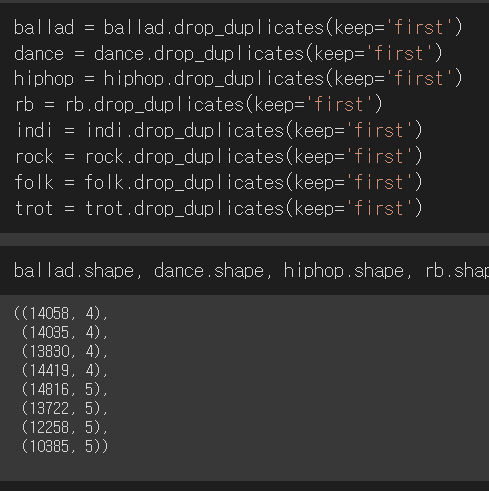 ballad = ballad.drop_duplicates(keep='first')
dance = dance.drop_duplicates(keep='first')
hiphop = hiphop.drop_duplicates(keep='first')
rb = rb.drop_duplicates(keep='first')
indi = indi.drop_duplicates(keep='first')
rock = rock.drop_duplicates(keep='first')
folk = folk.drop_duplicates(keep='first')
trot = trot.drop_duplicates(keep='first')
ballad.shape, dance.shape, hiphop.shape, rb.shap
((14058, 4),
(14035, 4),
(13830, 4),
(14419, 4),
(14816, 5),
(13722, 5),
(12258, 5),
(10385, 5))